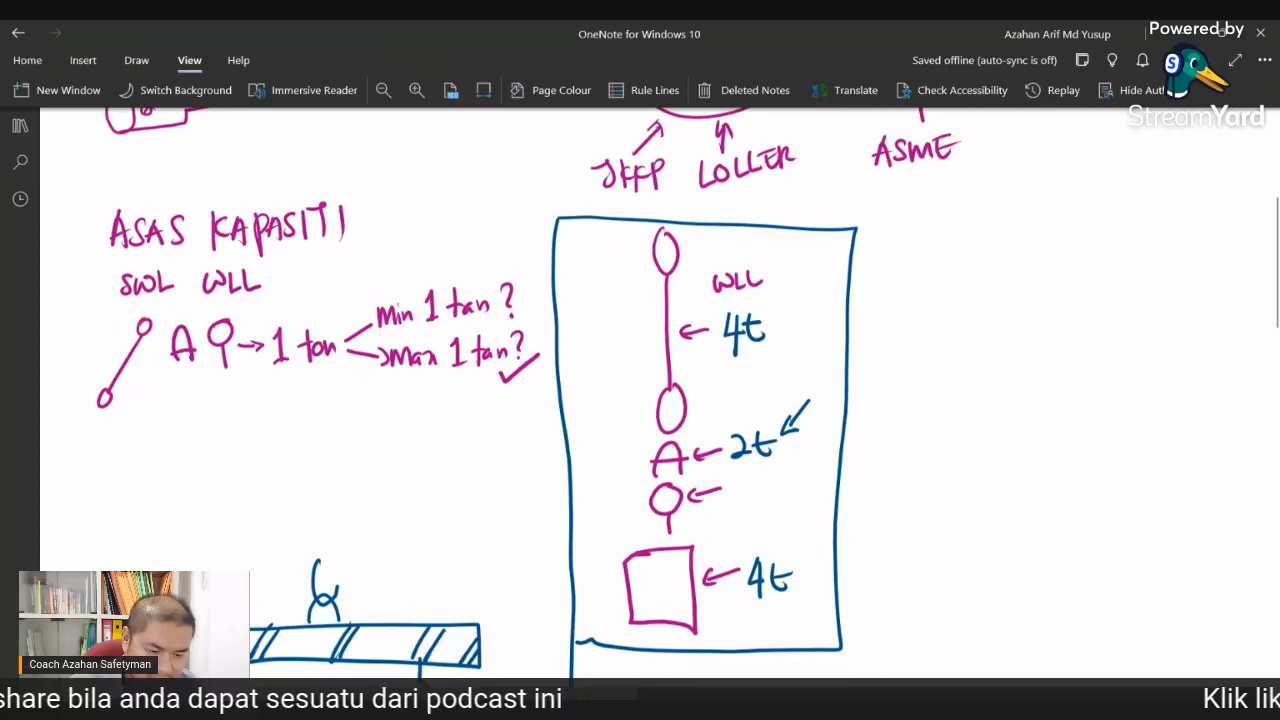 Powered by
StreamYard
OneNote for Windows 10
Azahan Arif Md Yusup
Home Insert Draw View Help
Saved offline (auto-sync is off)
New Window Switch Background Immersive Reader Page Colour Rule Lines Deleted Notes Translate Check Accessibility Replay Hide Auth
JKKP LOLLER ASME
ASAS KAPASITI
SWL WLL
1 ton
Min 1 tan?
Max 1 tan?
WLL
4t
2t
4t
Coach Azahan Safetyman
share bila anda dapat sesuatu dari podcast ini
Klik lik